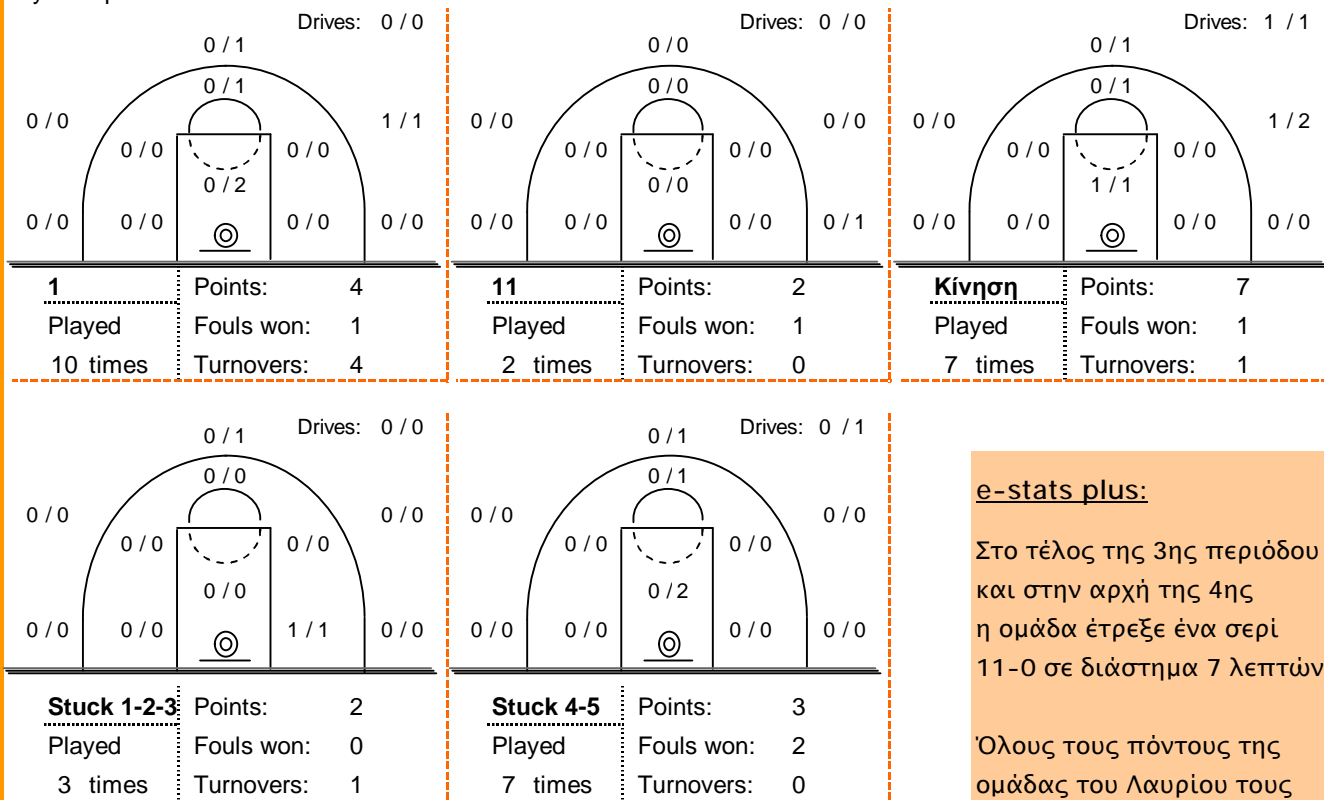 Drives: 0 / 0
0 / 1
0 / 1
0 / 0
1 / 1
0 / 0
0 / 0
0 / 2
0 / 0
0 / 0
0 / 0
0 / 0
1
Points: 4
Played
Fouls won: 1
10 times
Turnovers: 4
Drives: 0 / 0
0 / 0
0 / 0
0 / 0
0 / 0
0 / 0
0 / 0
0 / 0
0 / 0
0 / 0
0 / 0
0 / 1
11
Points: 2
Played
Fouls won: 1
2 times
Turnovers: 0
Drives: 1 / 1
0 / 1
0 / 1
0 / 0
1 / 2
0 / 0
0 / 0
1 / 1
0 / 0
0 / 0
0 / 0
0 / 0
Κίνηση
Points: 7
Played
Fouls won: 1
7 times
Turnovers: 1
Drives: 0 / 0
0 / 1
0 / 0
0 / 0
0 / 0
0 / 0
0 / 0
0 / 0
0 / 0
0 / 0
1 / 1
0 / 0
Stuck 1-2-3
Points: 2
Played
Fouls won: 0
3 times
Turnovers: 1
Drives: 0 / 1
0 / 1
0 / 1
0 / 0
0 / 0
0 / 0
0 / 0
0 / 2
0 / 0
0 / 0
0 / 0
0 / 0
Stuck 4-5
Points: 3
Played
Fouls won: 2
7 times
Turnovers: 0
e-stats plus:
Στο τέλος της 3ης περιόδου
και στην αρχή της 4ης
η ομάδα έτρεξε ένα σερί
11-0 σε διάστημα 7 λεπτών
Όλους τους πόντους της
ομάδας του Λαυρίου τους